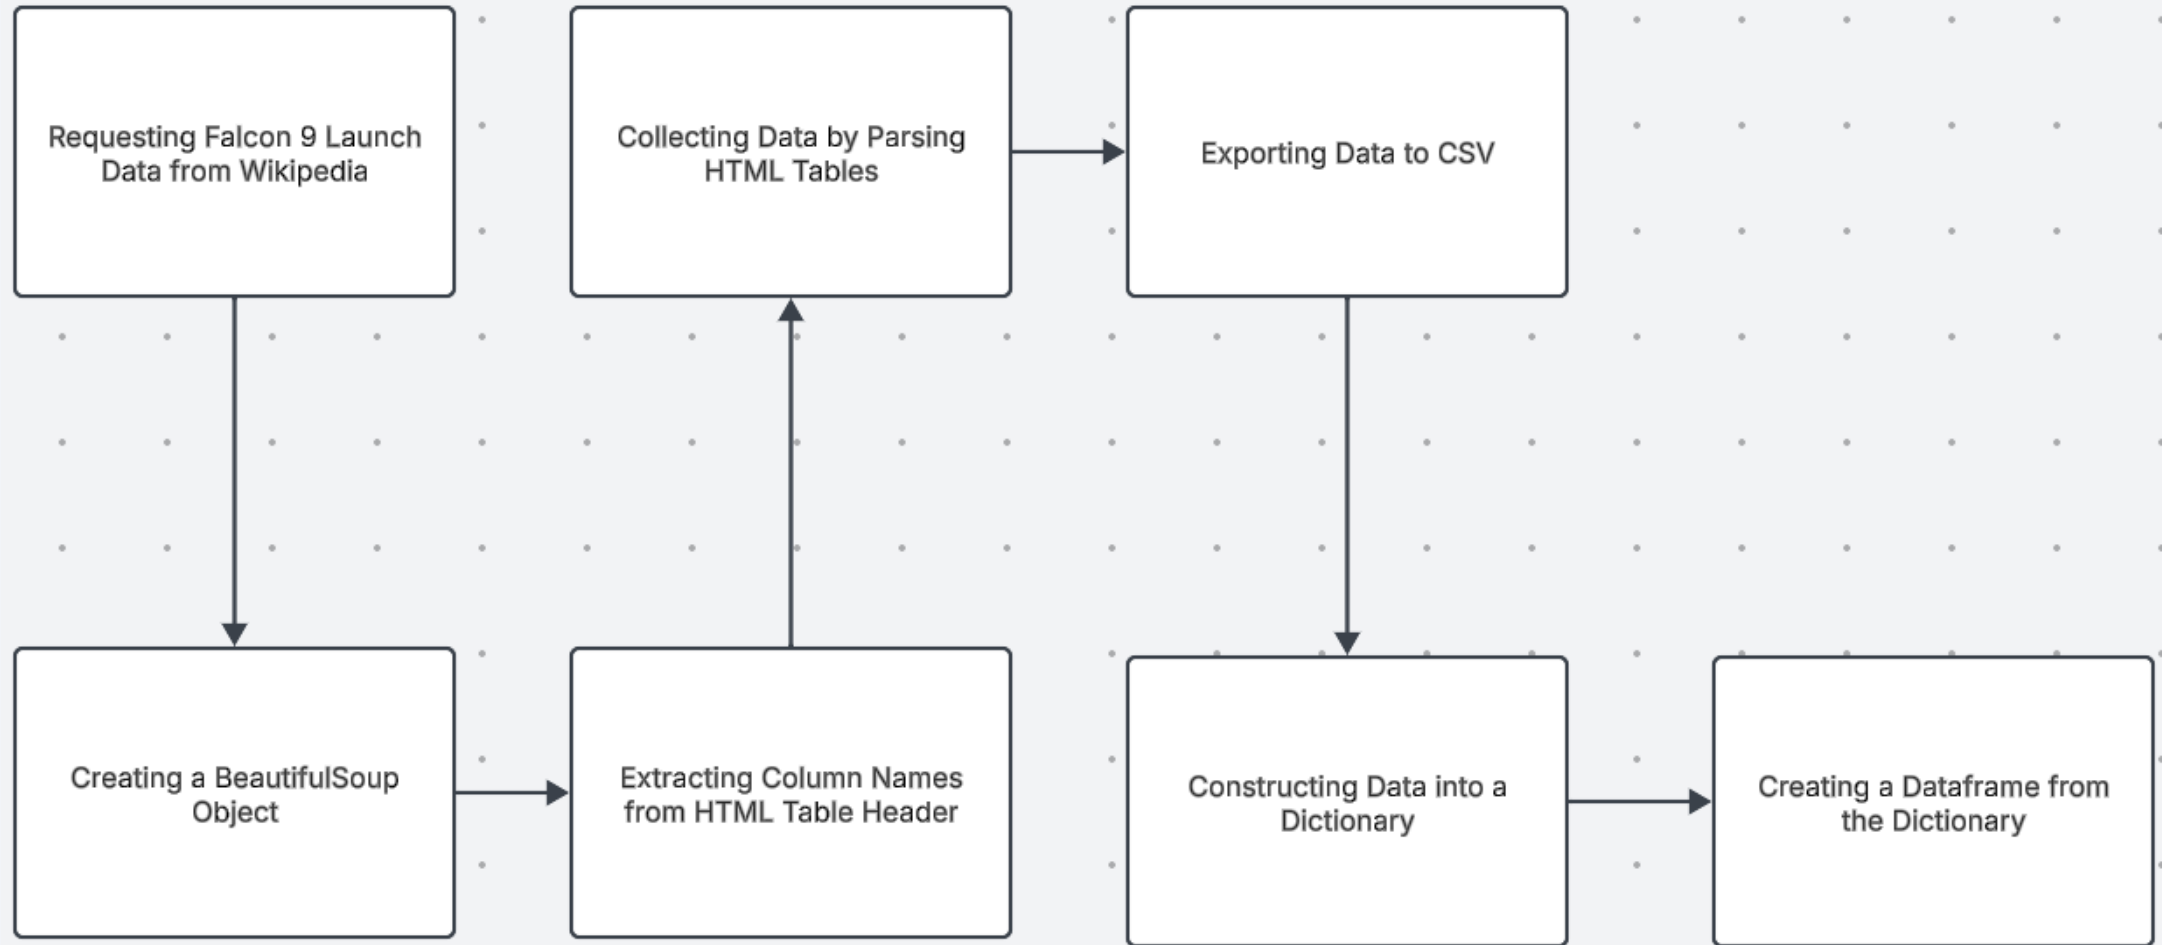 Requesting Falcon 9 Launch
Data from Wikipedia
Creating a BeautifulSoup
Object
Extracting Column Names
from HTML Table Header
Collecting Data by Parsing
HTML Tables
Exporting Data to CSV
Constructing Data into a
Dictionary
Creating a Dataframe from
the Dictionary